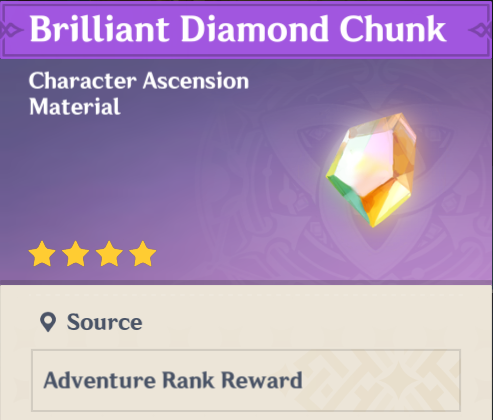 Brilliant Diamond Chunk
Character Ascension
Material
Source
Adventure Rank Reward